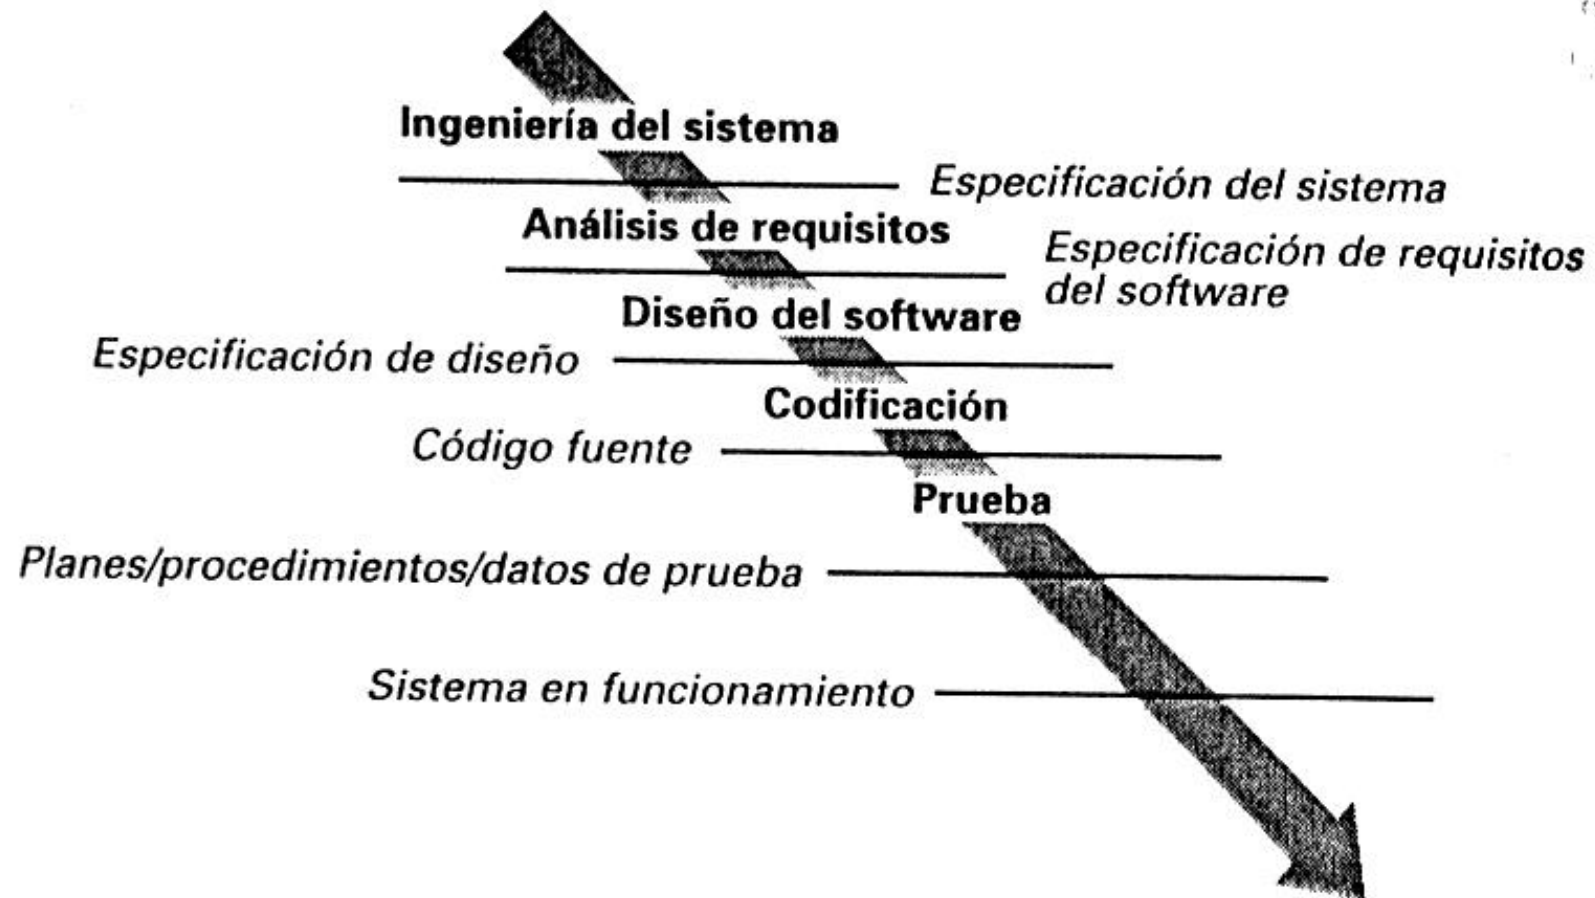 Ingeniería del sistema
Especificación del sistema
Análisis de requisitos
Especificación de requisitos
del software
Diseño del software
Especificación de diseño
Codificación
Código fuente
Prueba
Planes/procedimientos/datos de prueba
Sistema en funcionamiento